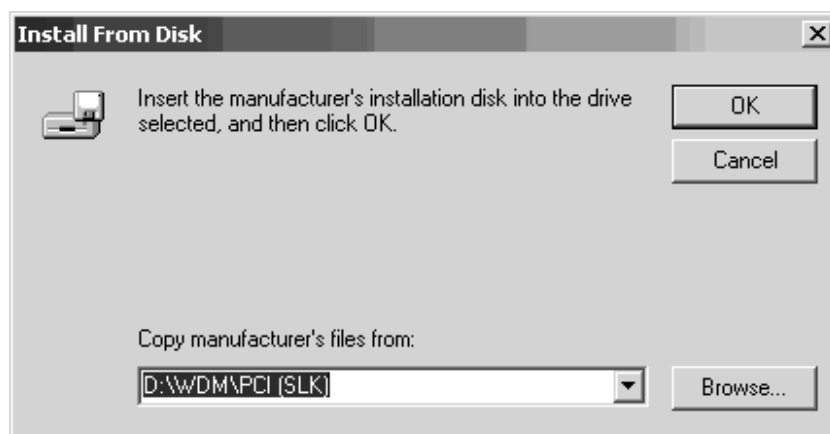 Install From Disk
Insert the manufacturer's installation disk into the drive
selected, and then click OK.
OK
Cancel
Copy manufacturer's files from:
D:\WDM\PCI (SLK)
Browse...